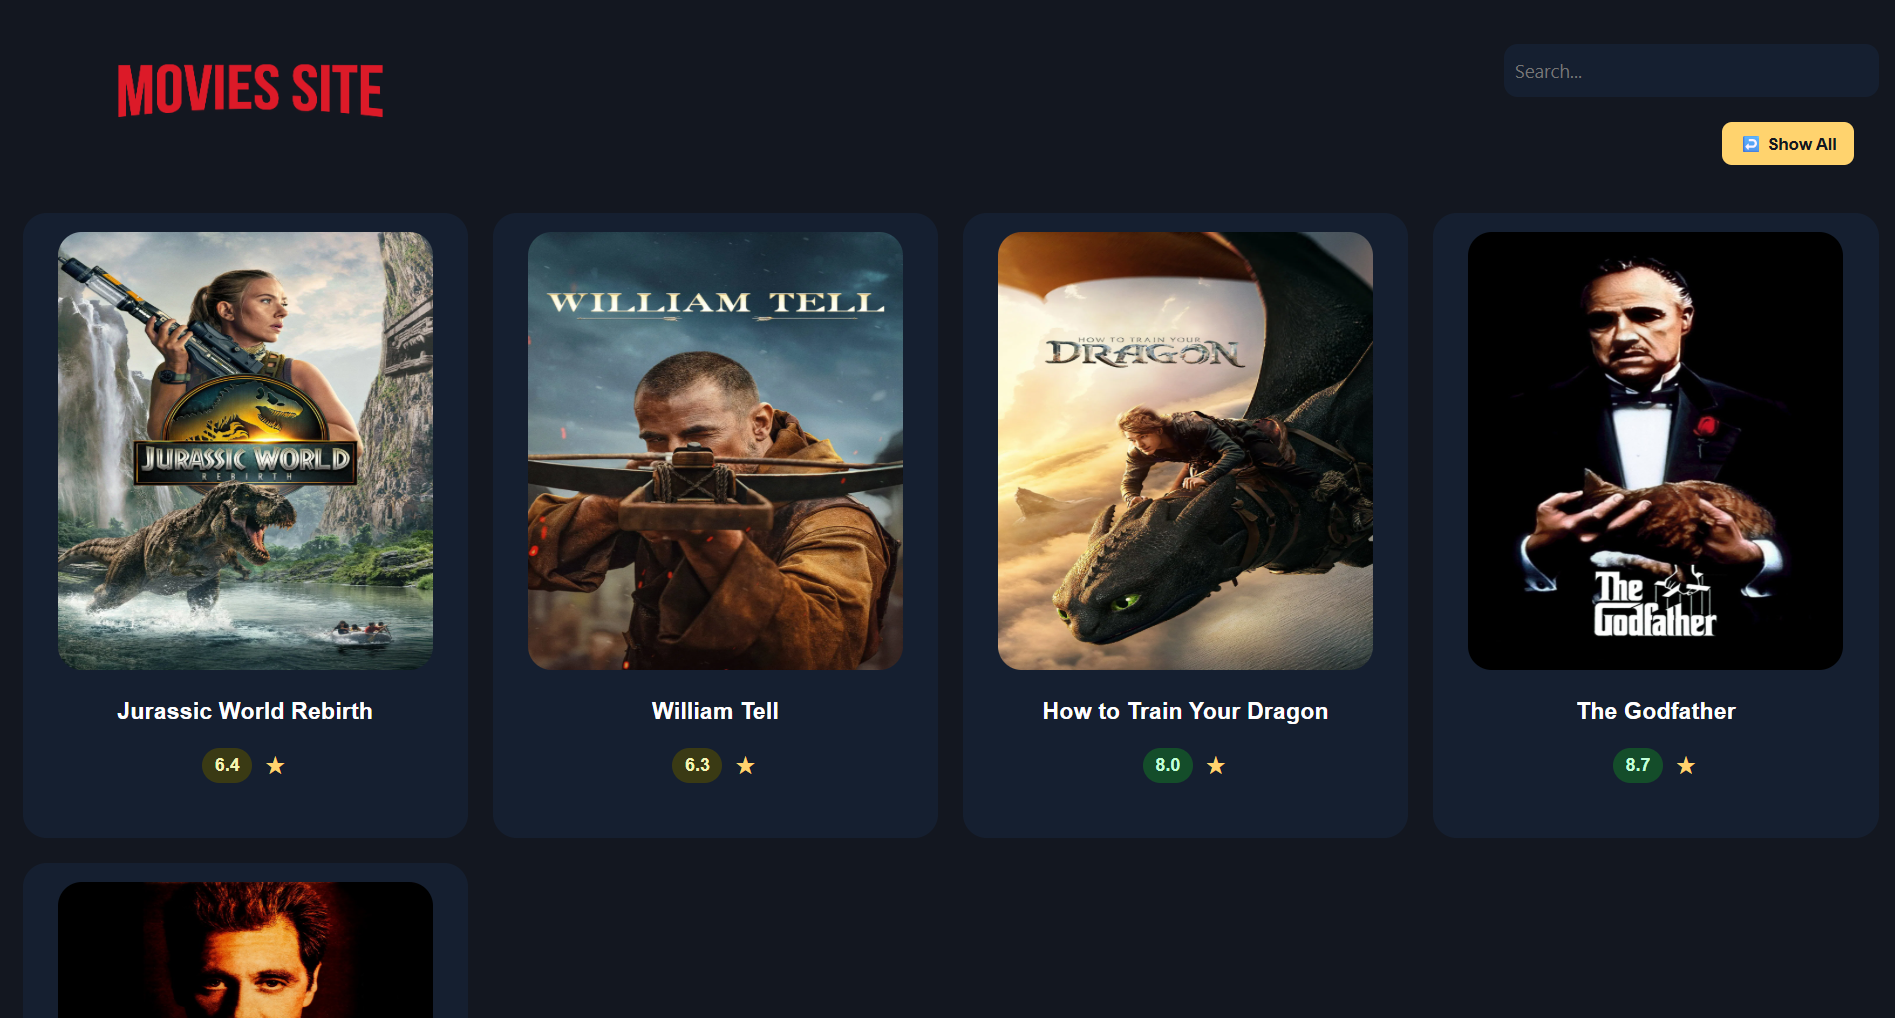 MOVIES SITE
Search...
Show All
JURASSIC WORLD
REBIRTH
WILLIAM TELL
HOW TO TRAIN YOUR
DRAGON
The
Godfather
Jurassic World Rebirth
William Tell
How to Train Your Dragon
The Godfather
6.4 ★
6.3 ★
8.0 ★
8.7 ★